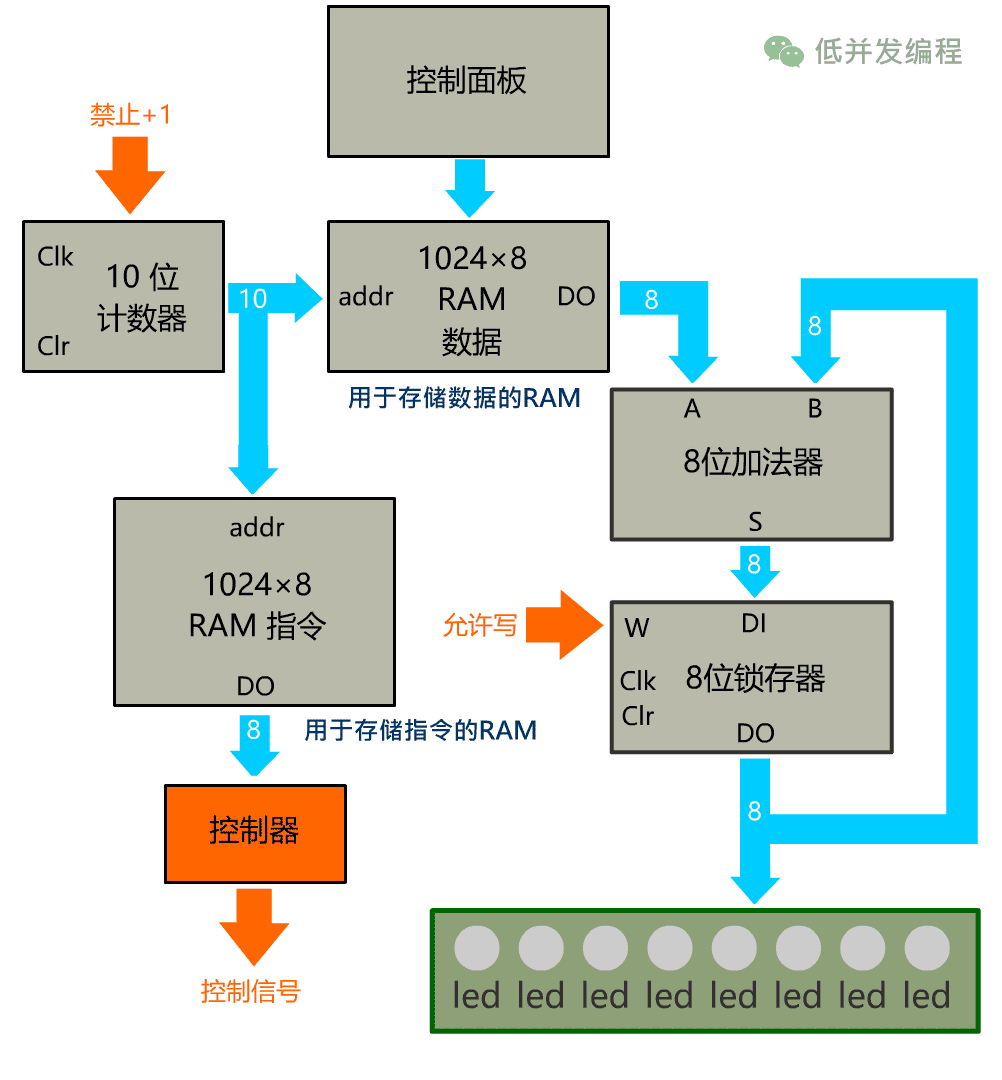 控制面板
低并发编程
禁止+1
Clk
10 位
计数器
Clr
10
addr
1024×8
RAM
数据
DO
8
8
用于存储数据的RAM
A
B
8位加法器
S
8
addr
1024×8
RAM 指令
DO
8
用于存储指令的RAM
允许写
W
DI
Clk
8位锁存器
Clr
DO
8
控制器
控制信号
led led led led led led led led